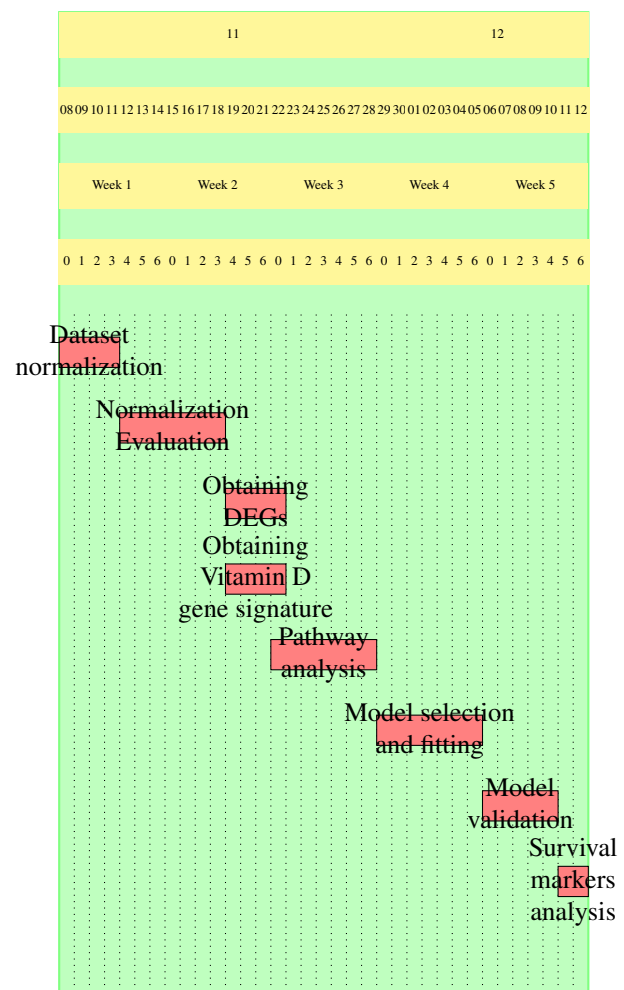 11 12
08 09 10 11 12 13 14 15 16 17 18 19 20 21 22 23 24 25 26 27 28 29 30 01 02 03 04 05 06 07 08 09 10 11 12
Week 1 Week 2 Week 3 Week 4 Week 5
0 1 2 3 4 5 6 0 1 2 3 4 5 6 0 1 2 3 4 5 6 0 1 2 3 4 5 6 0 1 2 3 4 5 6
Dataset
normalization
Normalization
Evaluation
Obtaining
DEGs
Obtaining
Vitamin D
gene signature
Pathway
analysis
Model selection
and fitting
Model
validation
Survival
markers
analysis